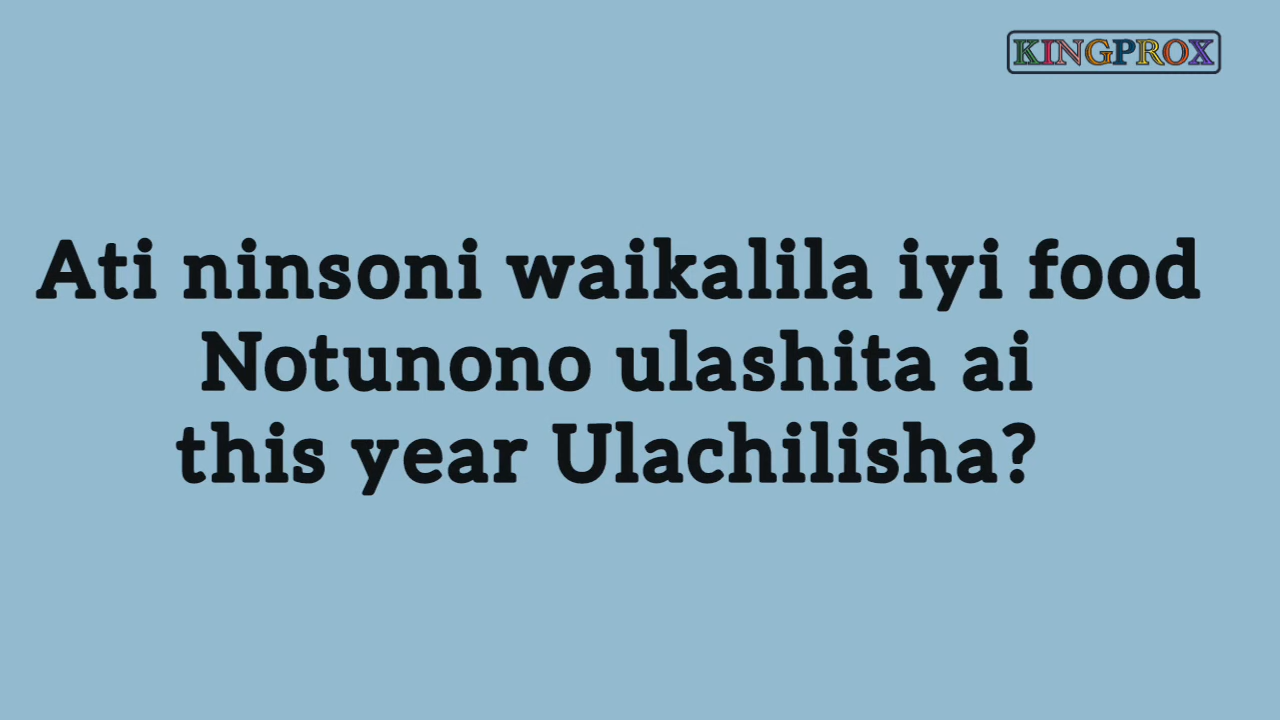 KINGPROX
Ati ninsoni waikalila iyi food
Notunono ulashita ai
this year Ulachilisha?